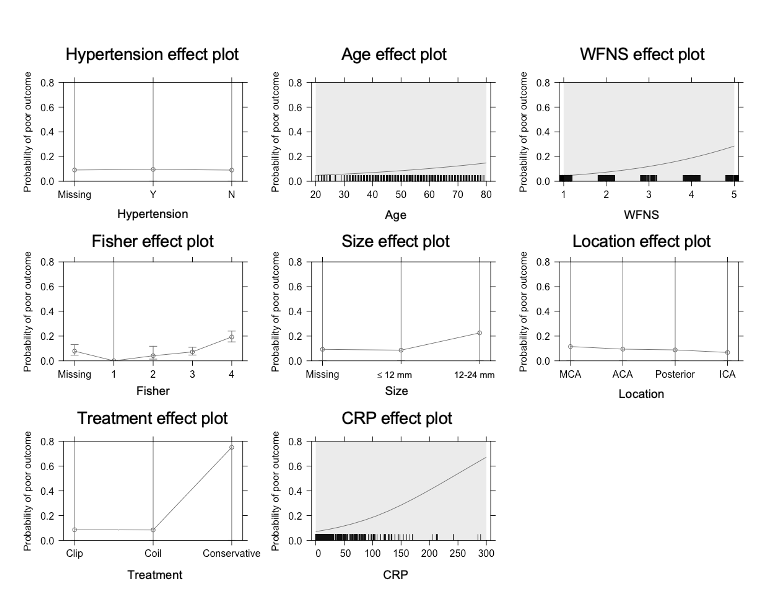 Hypertension effect plot
Probability of poor outcome
0.8
0.6
0.4
0.2
0.0
Missing Y N
Hypertension
Age effect plot
Probability of poor outcome
0.8
0.6
0.4
0.2
0.0
20 30 40 50 60 70 80
Age
WFNS effect plot
Probability of poor outcome
0.8
0.6
0.4
0.2
0.0
1 2 3 4 5
WFNS
Fisher effect plot
Probability of poor outcome
0.8
0.6
0.4
0.2
0.0
Missing 1 2 3 4
Fisher
Size effect plot
Probability of poor outcome
0.8
0.6
0.4
0.2
0.0
Missing ≤ 12 mm 12-24 mm
Size
Location effect plot
Probability of poor outcome
0.8
0.6
0.4
0.2
0.0
MCA ACA Posterior ICA
Location
Treatment effect plot
Probability of poor outcome
0.8
0.6
0.4
0.2
0.0
Clip Coil Conservative
Treatment
CRP effect plot
Probability of poor outcome
0.8
0.6
0.4
0.2
0.0
0 50 100 150 200 250 300
CRP